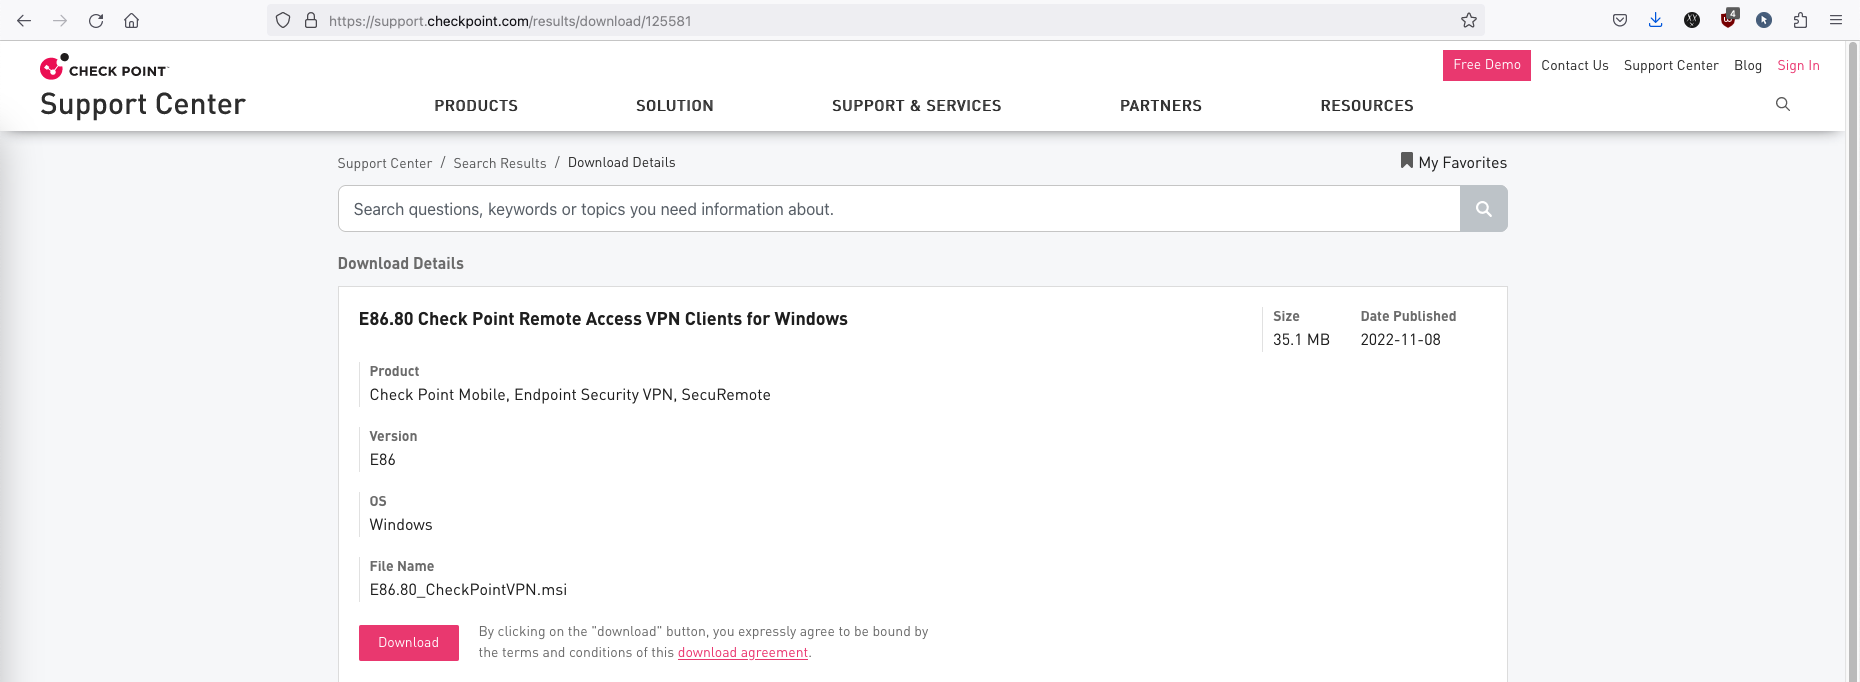 https://support.checkpoint.com/results/download/125581
4
CHECK POINT
Support Center
Free Demo
Contact Us
Support Center
Blog
Sign In
PRODUCTS
SOLUTION
SUPPORT & SERVICES
PARTNERS
RESOURCES
Support Center / Search Results / Download Details
My Favorites
Search questions, keywords or topics you need information about.
Download Details
E86.80 Check Point Remote Access VPN Clients for Windows
Size
35.1 MB
Date Published
2022-11-08
Product
Check Point Mobile, Endpoint Security VPN, SecuRemote
Version
E86
OS
Windows
File Name
E86.80_CheckPointVPN.msi
Download
By clicking on the "download" button, you expressly agree to be bound by
the terms and conditions of this download agreement.